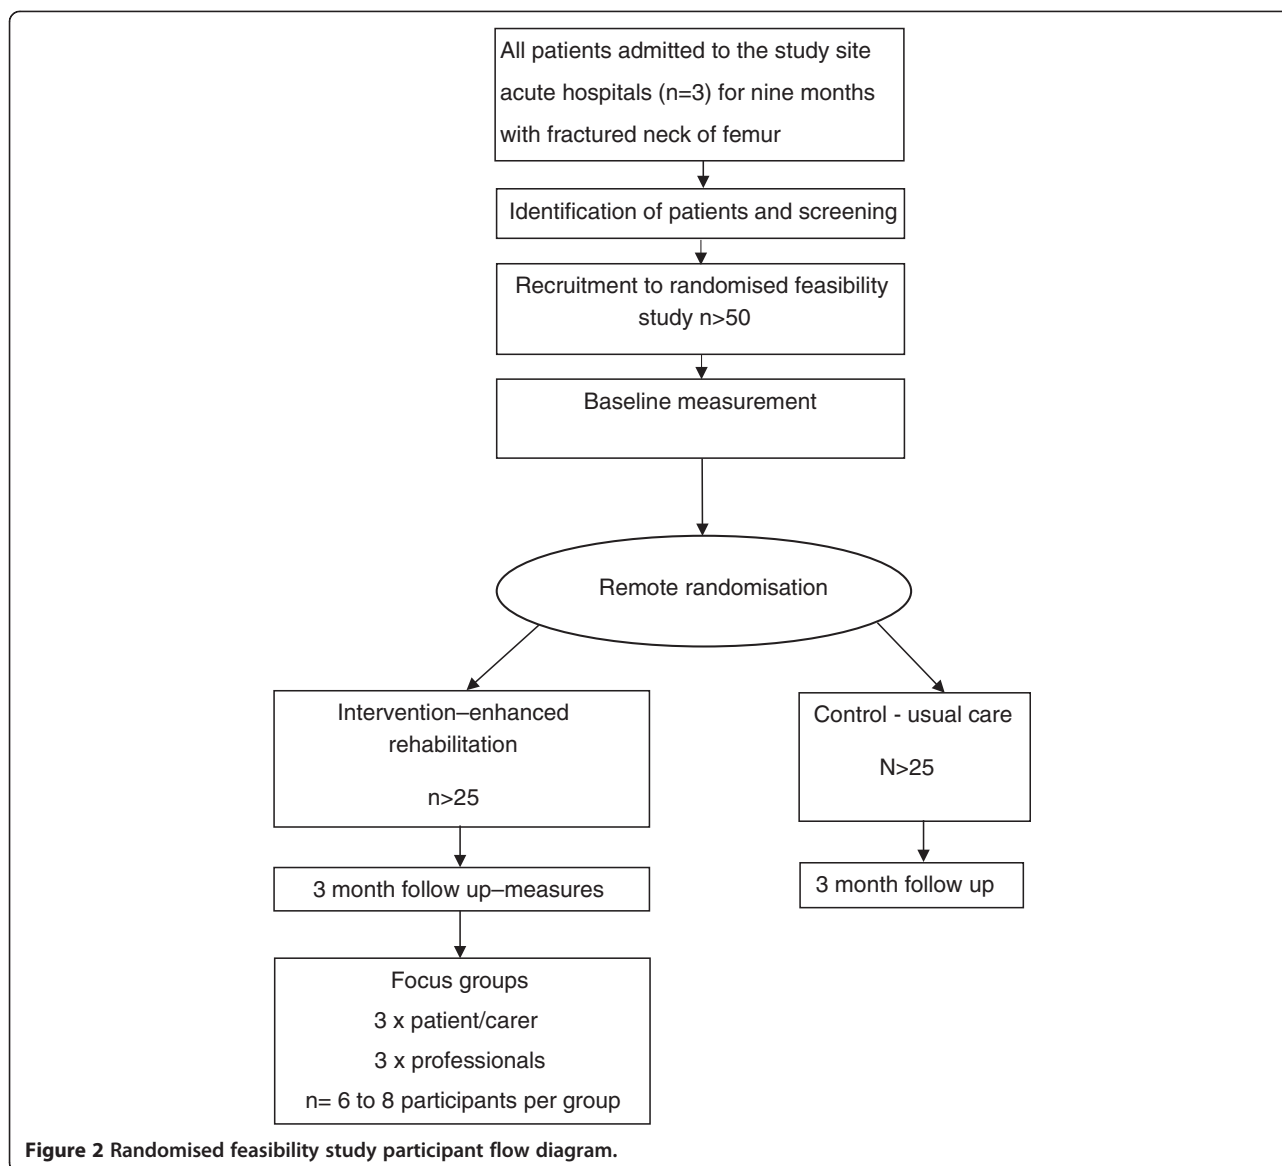 All patients admitted to the study site
acute hospitals (n=3) for nine months
with fractured neck of femur
Identification of patients and screening
Recruitment to randomised feasibility
study n>50
Baseline measurement
Remote randomisation
Intervention–enhanced
rehabilitation
n>25
Control - usual care
N>25
3 month follow up–measures
3 month follow up
Focus groups
3 x patient/carer
3 x professionals
n= 6 to 8 participants per group
Figure 2 Randomised feasibility study participant flow diagram.